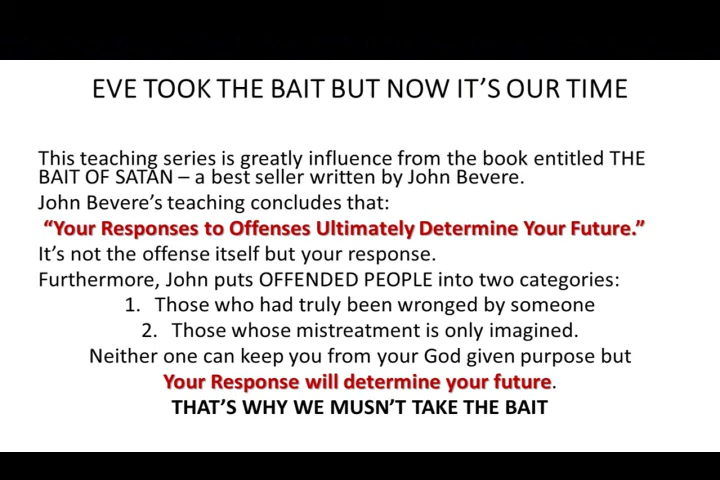 EVE TOOK THE BAIT BUT NOW IT'S OUR TIME
This teaching series is greatly influence from the book entitled THE
BAIT OF SATAN – a best seller written by John Bevere.
John Bevere's teaching concludes that:
“Your Responses to Offenses Ultimately Determine Your Future.”
It's not the offense itself but your response.
Furthermore, John puts OFFENDED PEOPLE into two categories:
1. Those who had truly been wronged by someone
2. Those whose mistreatment is only imagined.
Neither one can keep you from your God given purpose but
Your Response will determine your future.
THAT'S WHY WE MUSN'T TAKE THE BAIT